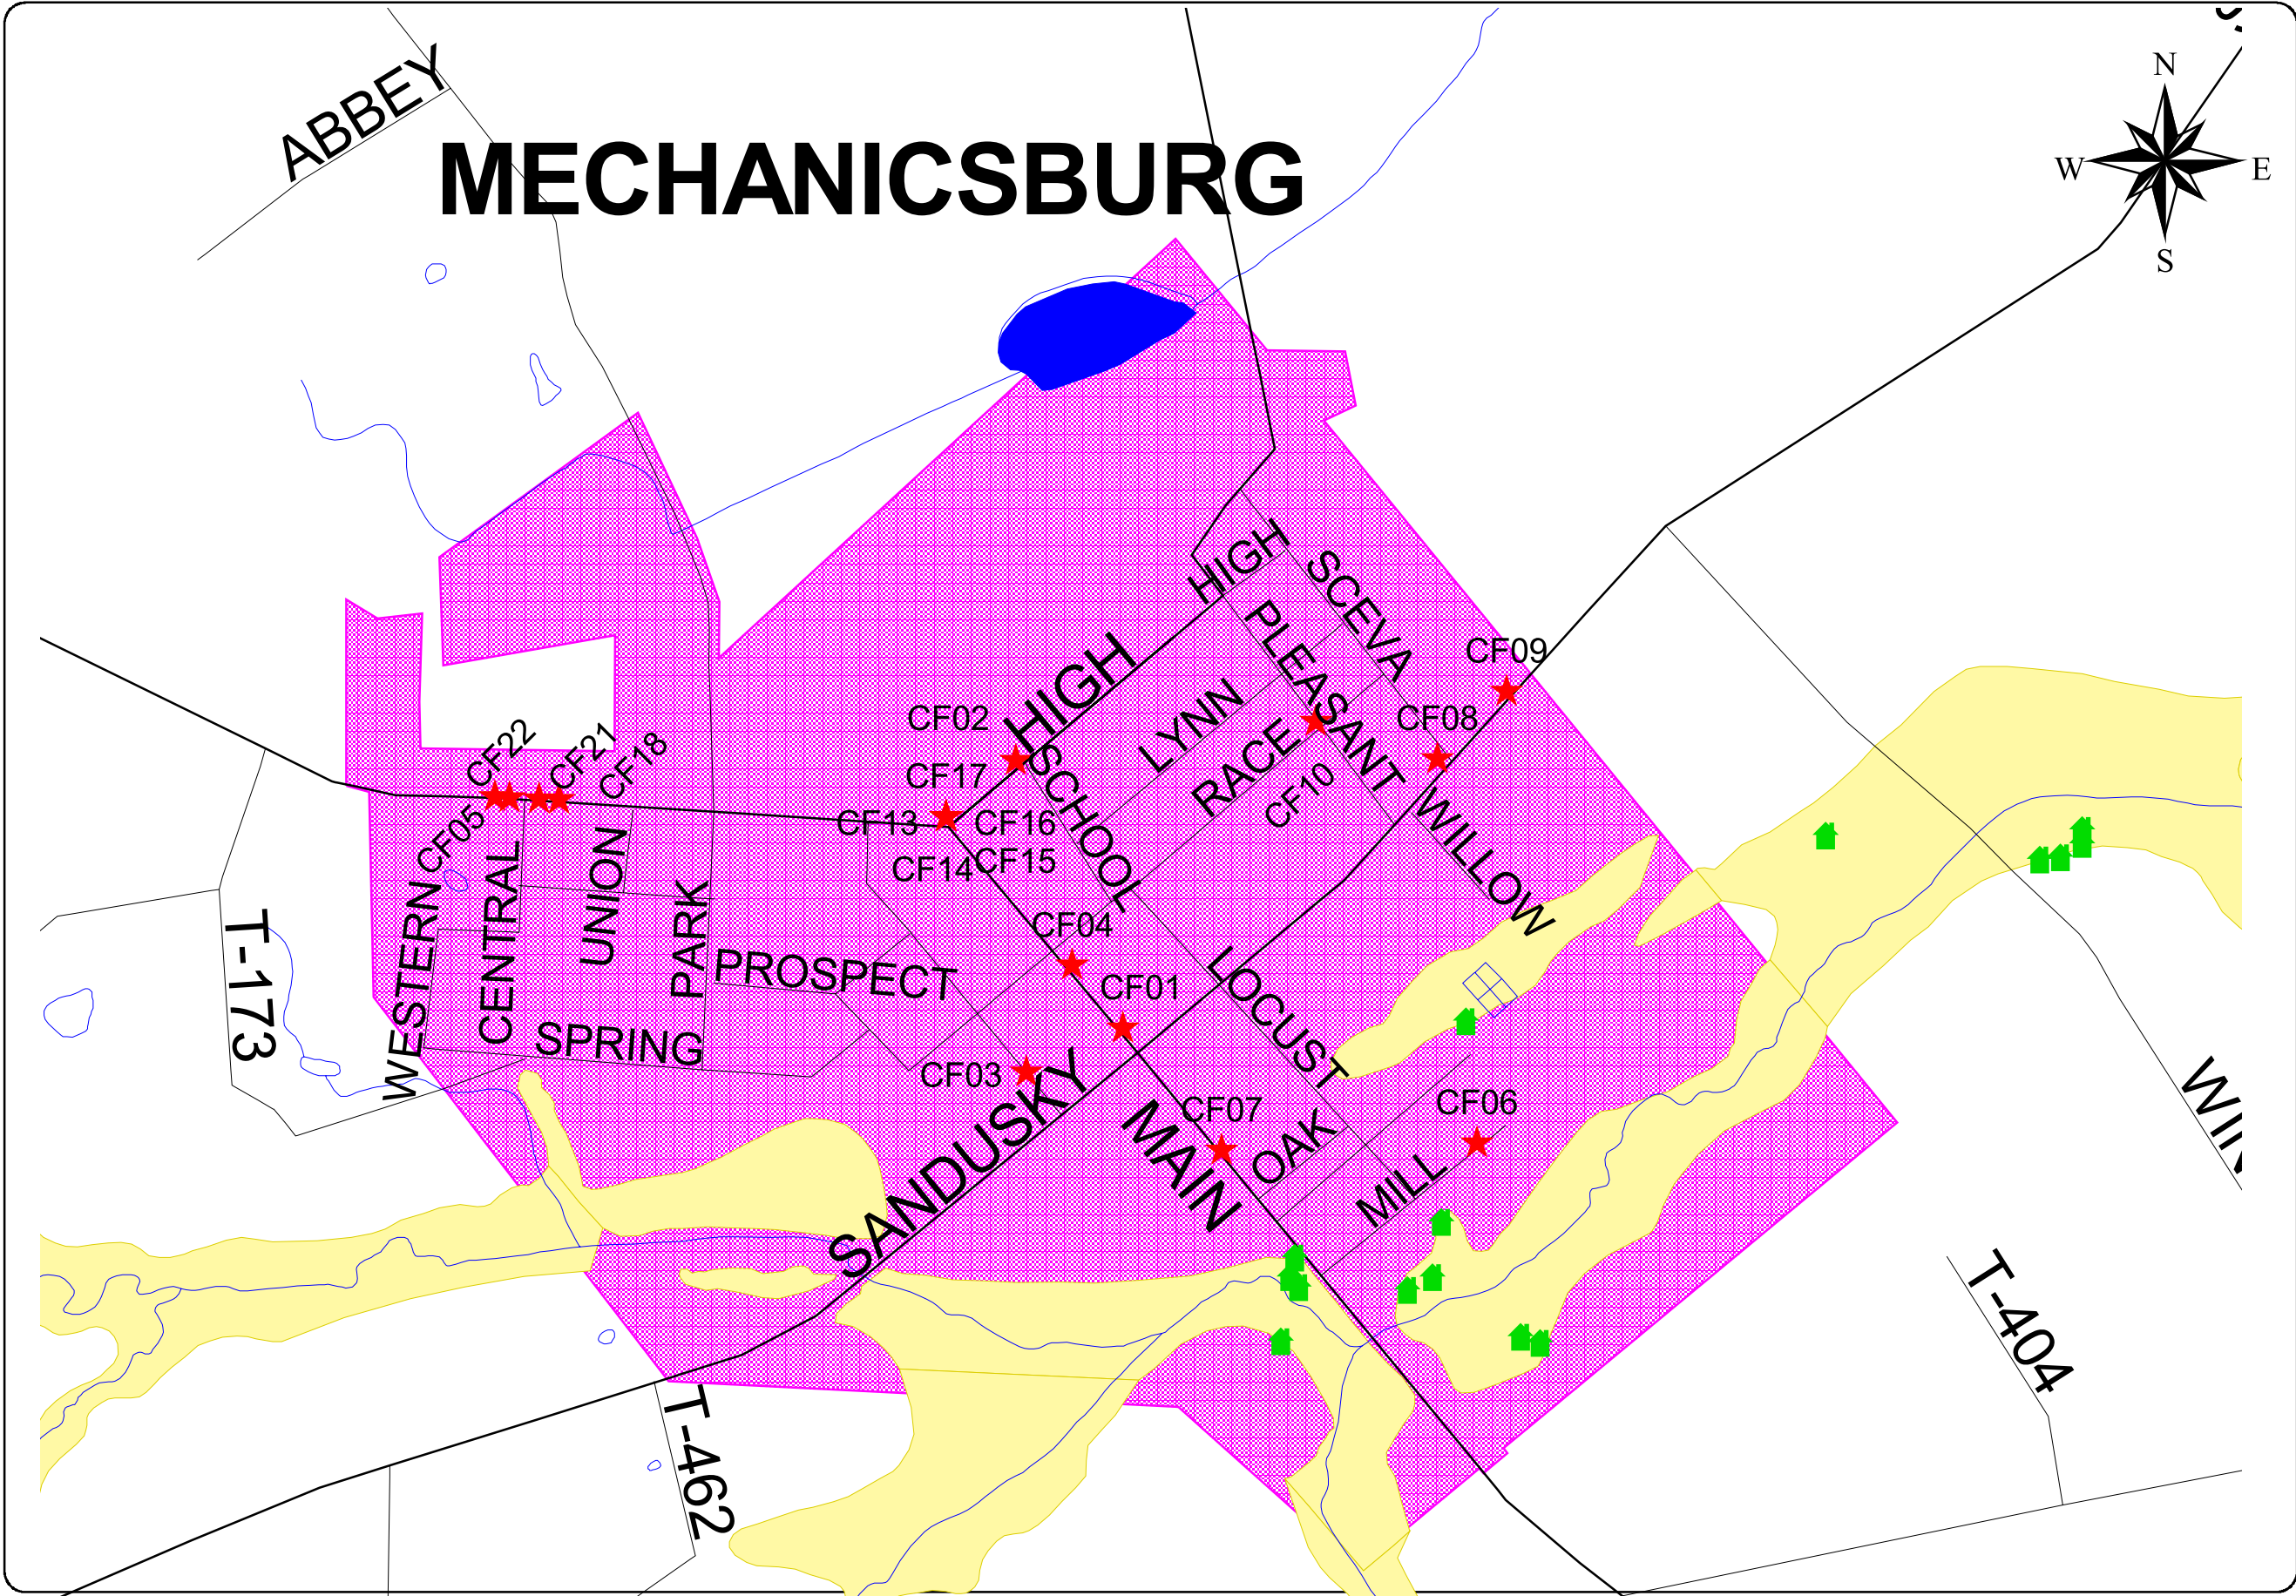 N
ABBEY
MECHANICSBURG
W
E
S
HIGH
SCEVA
PLEASANT
CF09
HIGH
LYNN
CF02
CF08
CF22
CF21
CF18
RACE
CF17
CF10
SCHOOL
CF13
CF16
CF05
CF14
CF15
WILLOW
UNION
CENTRAL
WESTERN
PARK
CF04
T-173
PROSPECT
CF01
LOCUST
SPRING
CF03
SANDUSKY
CF07
CF06
MAIN
OAK
MILL
WIN
T-404
T-462